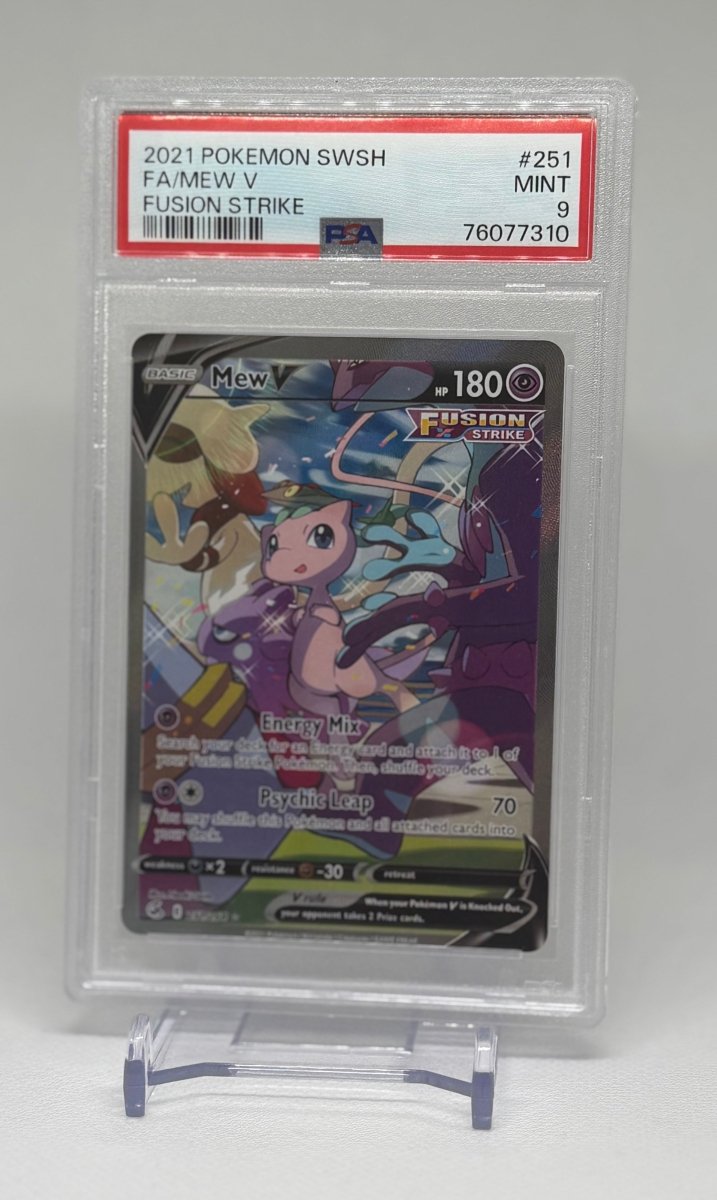 2021 POKEMON SWSH #251
FA/MEW V MINT
FUSION STRIKE 9
PSA 76077310
BASIC Mew V HP 180
FUSION
STRIKE
Energy Mix
Search your deck for an Energy card and attach it to 1 of
your Fusion Strike Pokémon. Then, shuffle your deck.
Psychic Leap 70
You may shuffle this Pokémon and all attached cards into
your deck.
weakness ×2 resistance -30 retreat
V rule When your Pokémon V is Knocked Out,
your opponent takes 2 Prize cards.